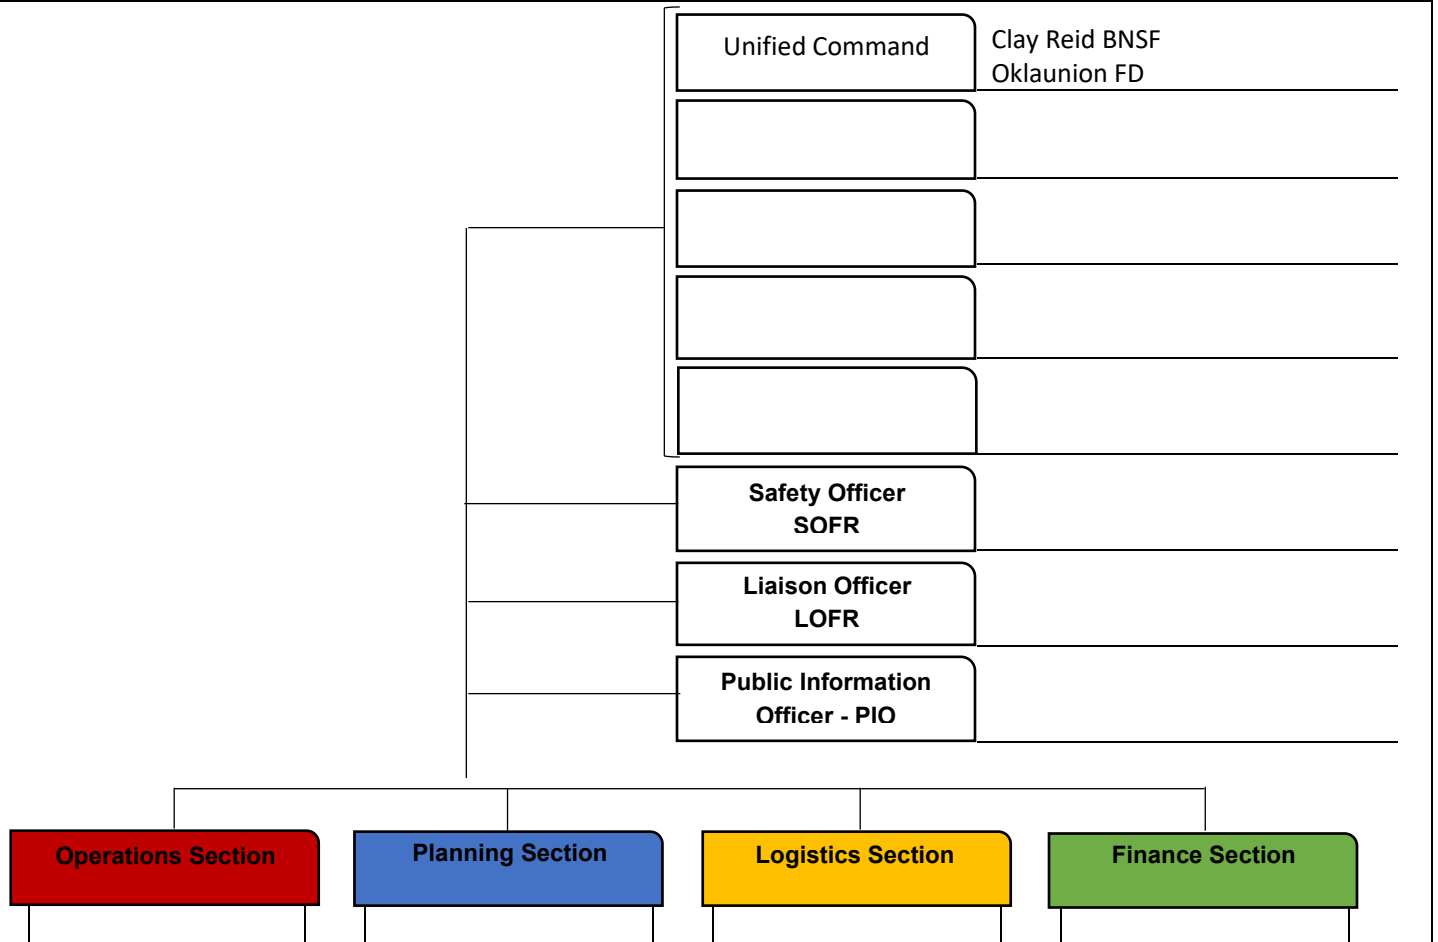 Unified Command
Clay Reid BNSF
Oklaunion FD
Safety Officer
SOFR
Liaison Officer
LOFR
Public Information
Officer - PIO
Operations Section
Planning Section
Logistics Section
Finance Section